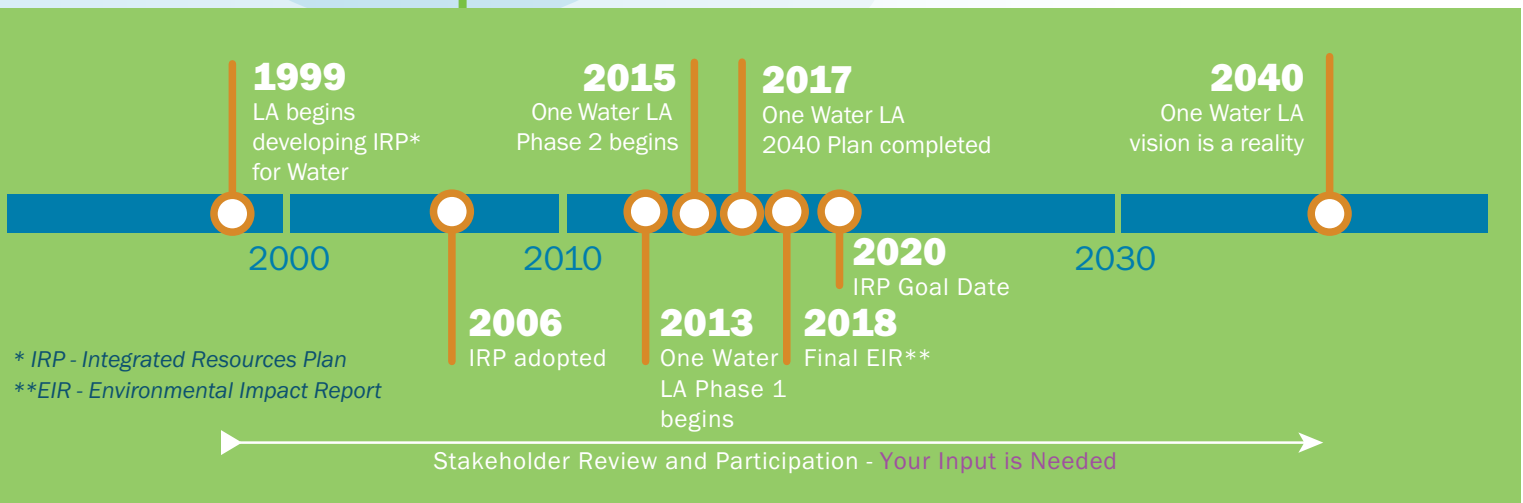 1999
LA begins
developing IRP*
for Water
2015
One Water LA
Phase 2 begins
2017
One Water LA
2040 Plan completed
2040
One Water LA
vision is a reality
2000
2010
2030
2020
IRP Goal Date
2006
IRP adopted
2013
One Water
LA Phase 1
begins
2018
Final EIR**
* IRP - Integrated Resources Plan
**EIR - Environmental Impact Report
Stakeholder Review and Participation - Your Input is Needed